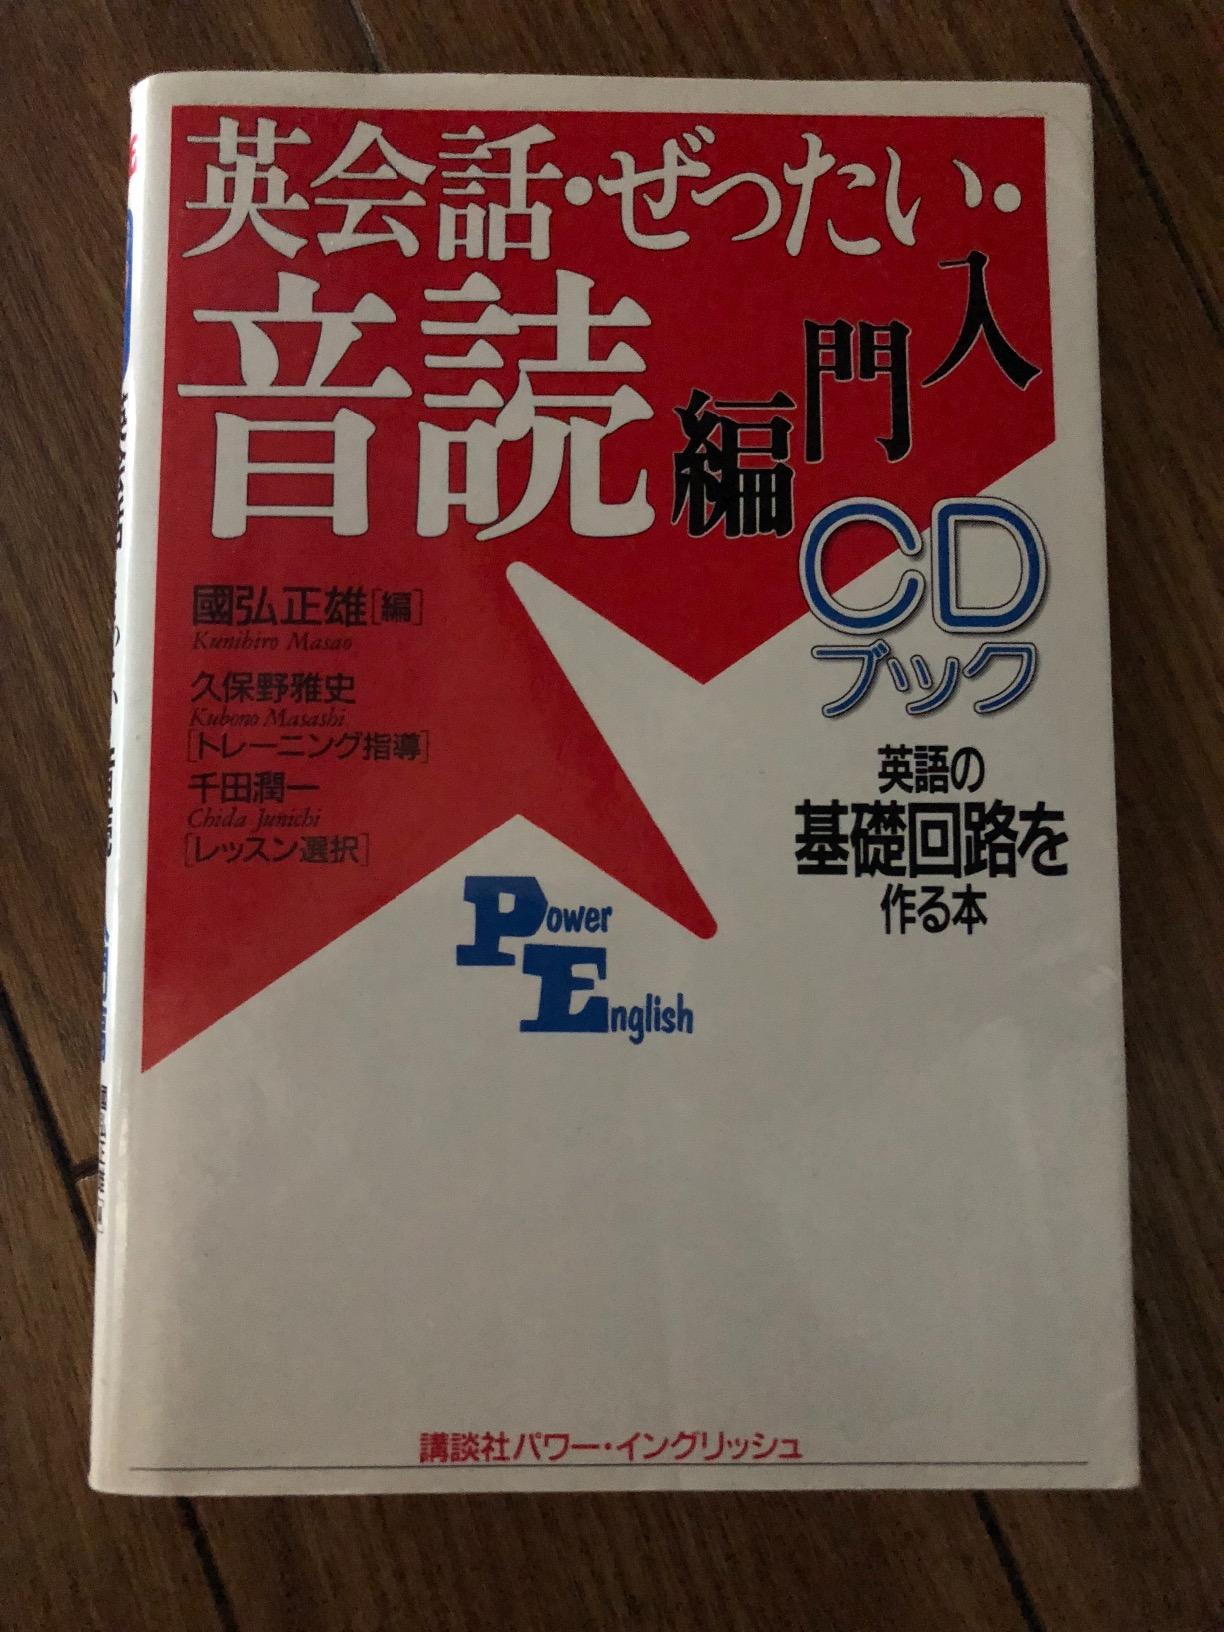 英会話・ぜったい・
音読
入門編
CDブック
國弘正雄[編]
Kunihiro Masao
久保野雅史
Kubono Masashi
[トレーニング指導]
千田潤一
Chida Junichi
[レッスン選択]
英語の
基礎回路を
作る本
Power
English
講談社パワー・イングリッシュ